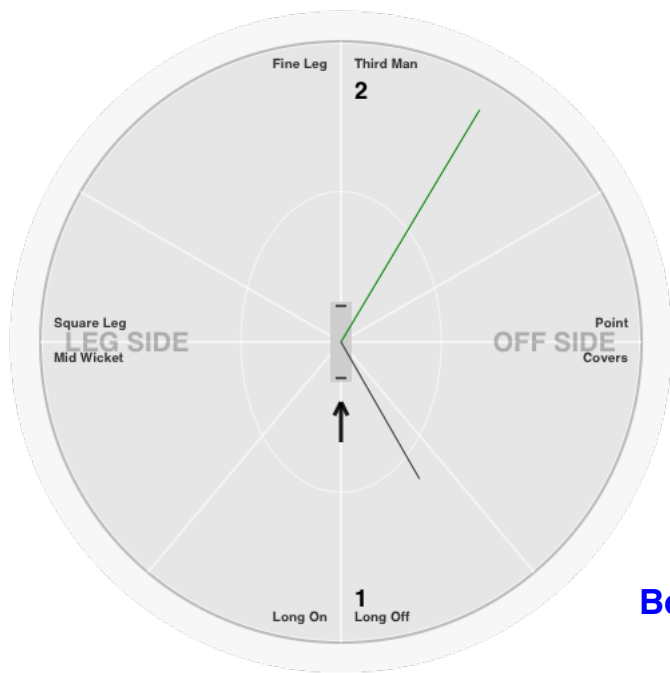 Fine Leg Third Man
2
Square Leg Point
LEG SIDE OFF SIDE
Mid Wicket Covers
1
Long On Long Off